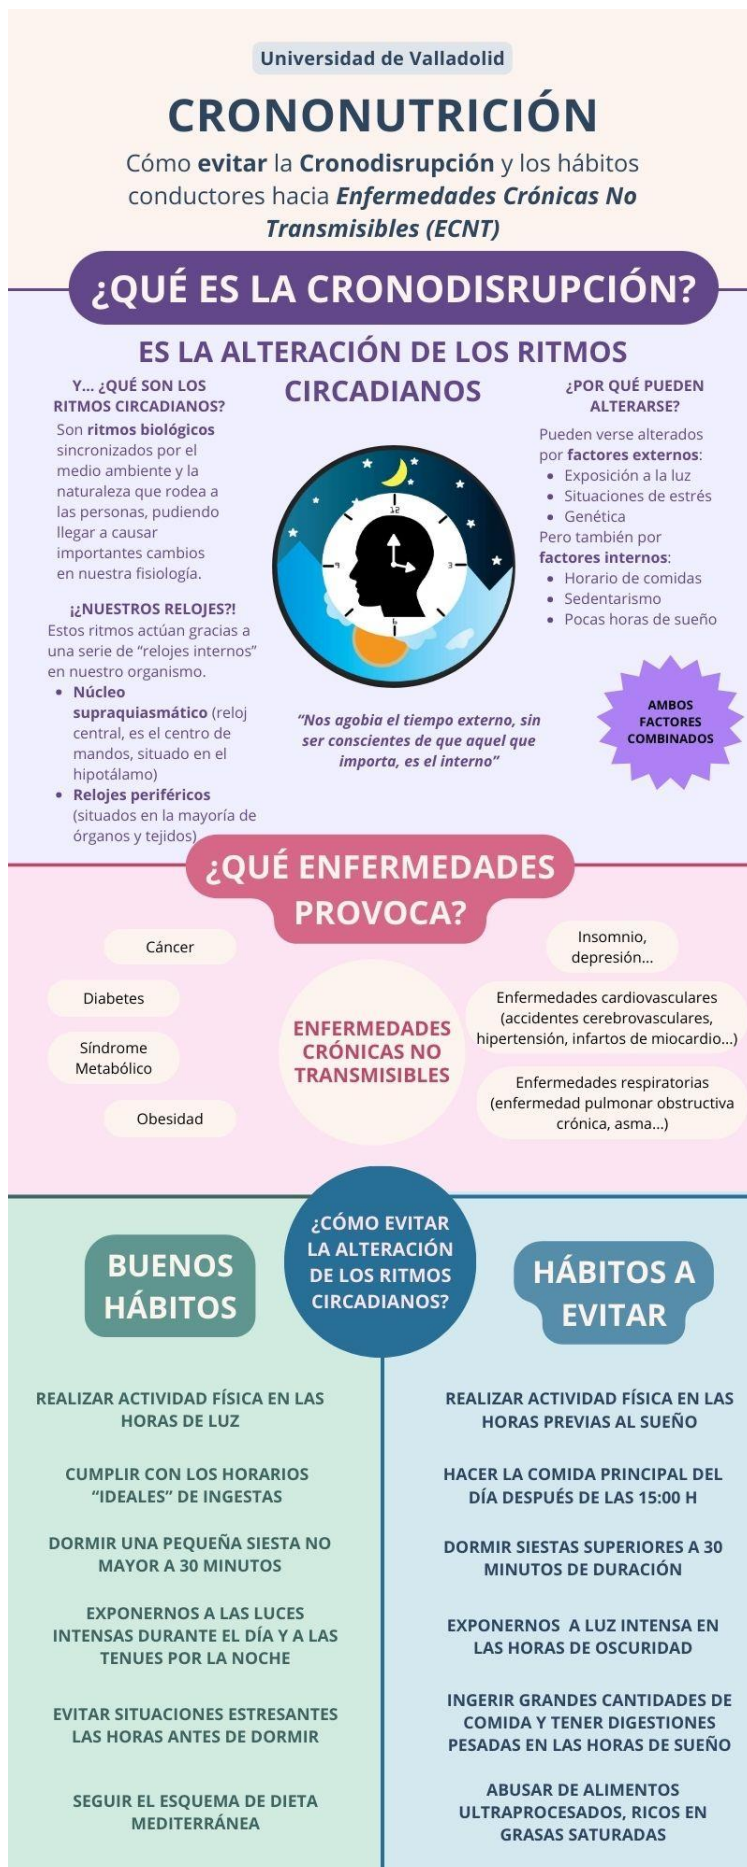 Universidad de Valladolid
CRONONUTRICIÓN
Cómo evitar la Cronodisrupción y los hábitos
conductores hacia Enfermedades Crónicas No
Transmisibles (ECNT)
¿QUÉ ES LA CRONODISRUPCIÓN?
ES LA ALTERACIÓN DE LOS RITMOS
CIRCADIANOS
Y... ¿QUÉ SON LOS
RITMOS CIRCADIANOS?
Son ritmos biológicos
sincronizados por el
medio ambiente y la
naturaleza que rodea a
las personas, pudiendo
llegar a causar
importantes cambios
en nuestra fisiología.
¡¿NUESTROS RELOJES?!
Estos ritmos actúan gracias a
una serie de “relojes internos”
en nuestro organismo.
• Núcleo
supraquiasmático (reloj
central, es el centro de
mandos, situado en el
hipotálamo)
• Relojes periféricos
(situados en la mayoría de
órganos y tejidos)
12
3
6
9
“Nos agobia el tiempo externo, sin
ser conscientes de que aquel que
importa, es el interno”
¿POR QUÉ PUEDEN
ALTERARSE?
Pueden verse alterados
por factores externos:
• Exposición a la luz
• Situaciones de estrés
• Genética
Pero también por
factores internos:
• Horario de comidas
• Sedentarismo
• Pocas horas de sueño
AMBOS
FACTORES
COMBINADOS
¿QUÉ ENFERMEDADES
PROVOCA?
Cáncer
Diabetes
Síndrome
Metabólico
Obesidad
ENFERMEDADES
CRÓNICAS NO
TRANSMISIBLES
Insomnio,
depresión...
Enfermedades cardiovasculares
(accidentes cerebrovasculares,
hipertensión, infartos de miocardio...)
Enfermedades respiratorias
(enfermedad pulmonar obstructiva
crónica, asma...)
¿CÓMO EVITAR
LA ALTERACIÓN
DE LOS RITMOS
CIRCADIANOS?
BUENOS
HÁBITOS
REALIZAR ACTIVIDAD FÍSICA EN LAS
HORAS DE LUZ
CUMPLIR CON LOS HORARIOS
“IDEALES” DE INGESTAS
DORMIR UNA PEQUEÑA SIESTA NO
MAYOR A 30 MINUTOS
EXPONERNOS A LAS LUCES
INTENSAS DURANTE EL DÍA Y A LAS
TENUES POR LA NOCHE
EVITAR SITUACIONES ESTRESANTES
LAS HORAS ANTES DE DORMIR
SEGUIR EL ESQUEMA DE DIETA
MEDITERRÁNEA
HÁBITOS A
EVITAR
REALIZAR ACTIVIDAD FÍSICA EN LAS
HORAS PREVIAS AL SUEÑO
HACER LA COMIDA PRINCIPAL DEL
DÍA DESPUÉS DE LAS 15:00 H
DORMIR SIESTAS SUPERIORES A 30
MINUTOS DE DURACIÓN
EXPONERNOS A LUZ INTENSA EN
LAS HORAS DE OSCURIDAD
INGERIR GRANDES CANTIDADES DE
COMIDA Y TENER DIGESTIONES
PESADAS EN LAS HORAS DE SUEÑO
ABUSAR DE ALIMENTOS
ULTRAPROCESADOS, RICOS EN
GRASAS SATURADAS